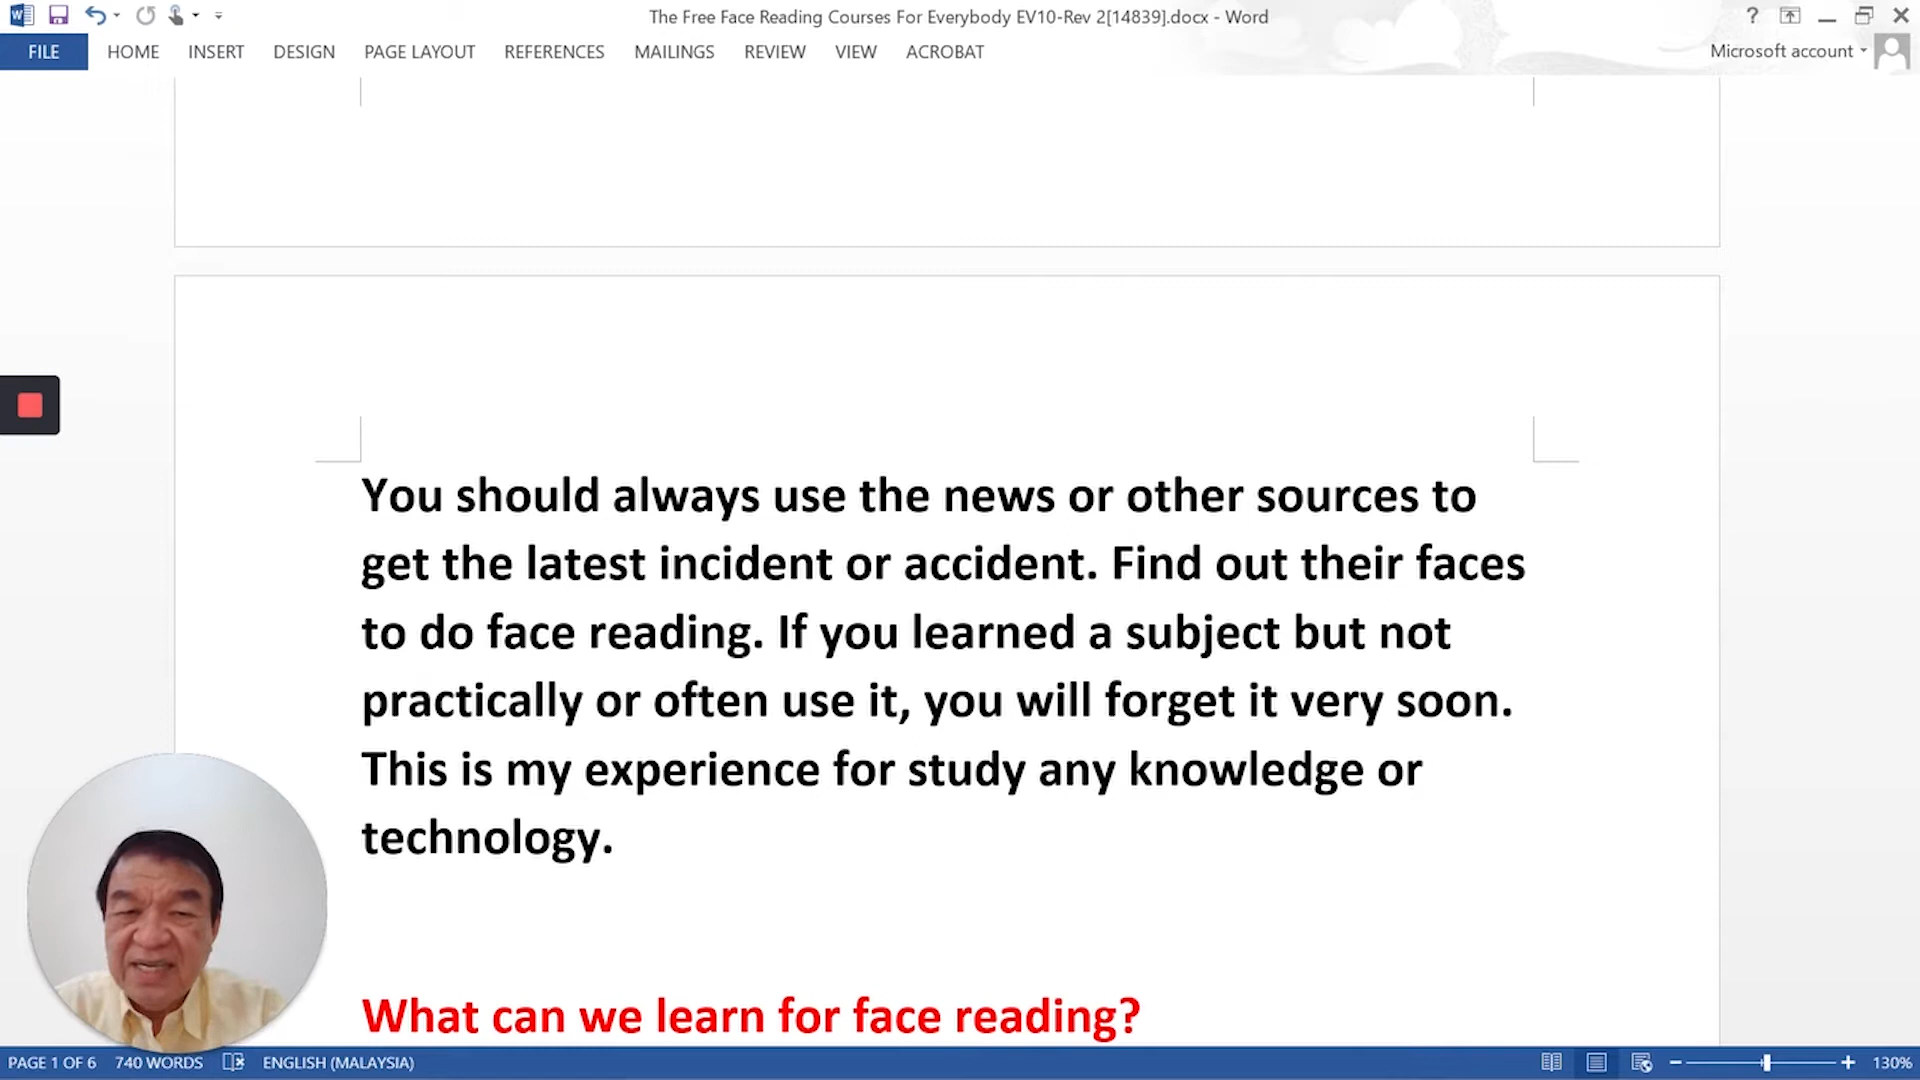 The Free Face Reading Courses For Everybody EV10-Rev 2[14839].docx - Word
?
FILE HOME INSERT DESIGN PAGE LAYOUT REFERENCES MAILINGS REVIEW VIEW ACROBAT Microsoft account
You should always use the news or other sources to
get the latest incident or accident. Find out their faces
to do face reading. If you learned a subject but not
practically or often use it, you will forget it very soon.
This is my experience for study any knowledge or
technology.
What can we learn for face reading?
PAGE 1 OF 6 740 WORDS ENGLISH (MALAYSIA) 130%